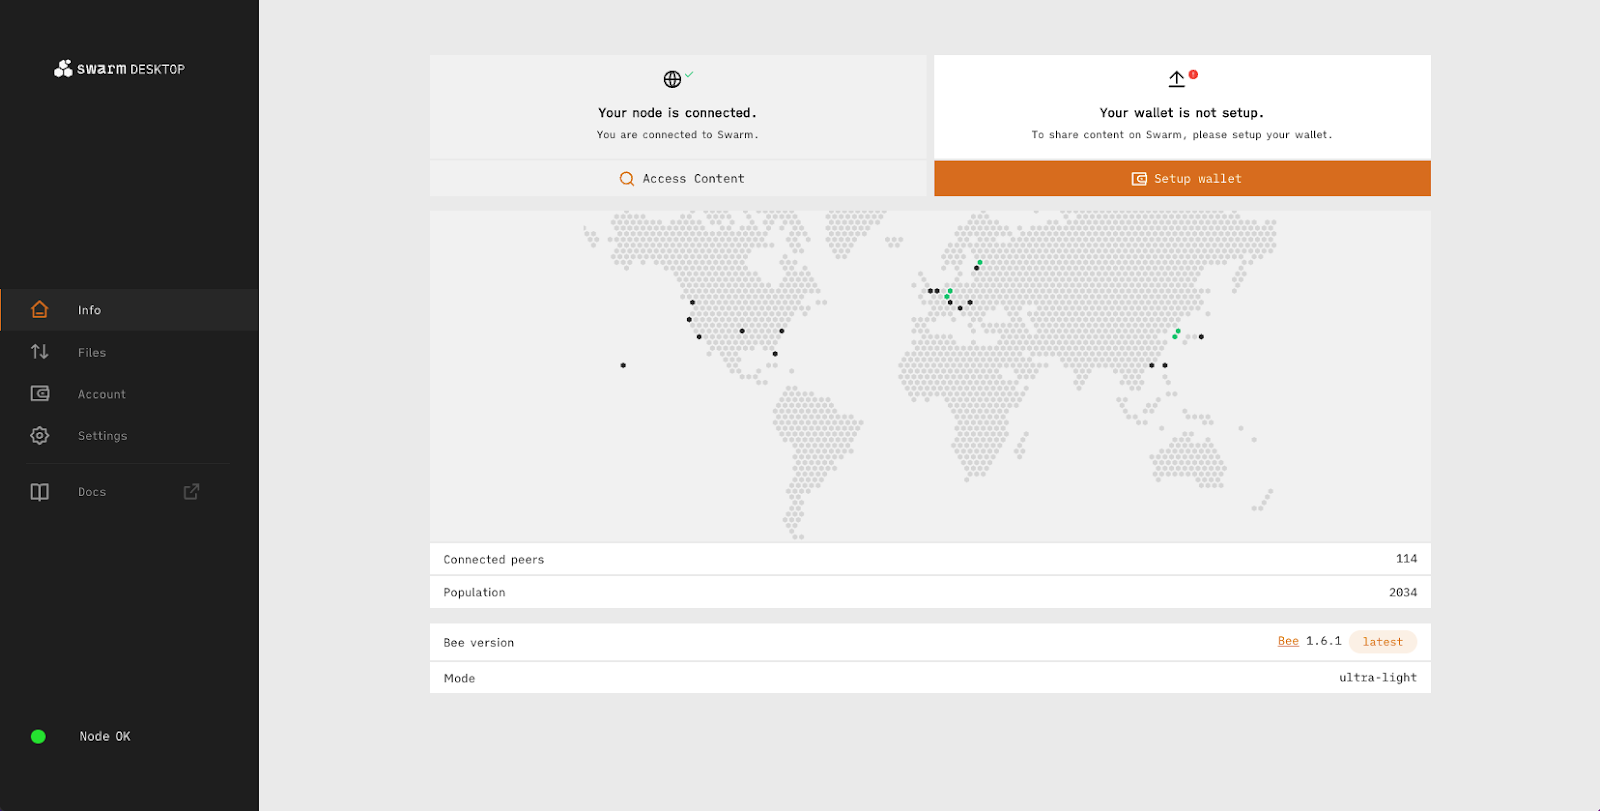 swarm DESKTOP
Info
Files
Account
Settings
Docs
Node OK
Your node is connected.
You are connected to Swarm.
Access Content
Your wallet is not setup.
To share content on Swarm, please setup your wallet.
Setup wallet
Connected peers 114
Population 2034
Bee version Bee 1.6.1 latest
Mode ultra-light